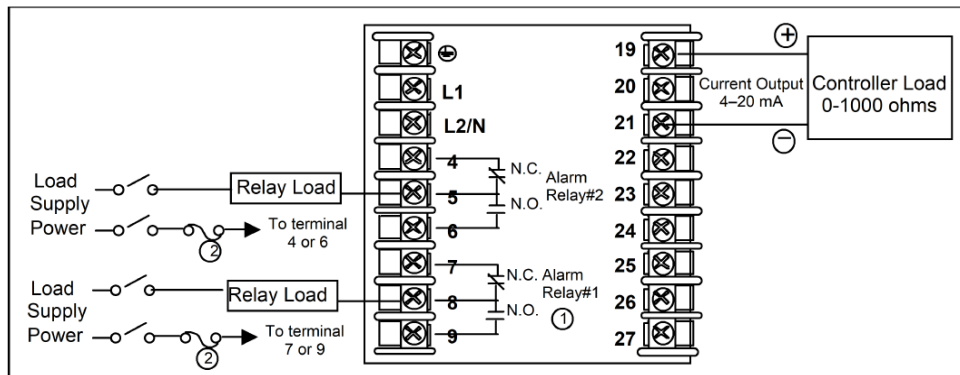 19
20
21
22
23
24
25
26
27
L1
L2/N
4
5
6
7
8
9
N.C.
Alarm
Relay#2
N.O.
N.C. Alarm
Relay#1
N.O.
①
+
Current Output
4–20 mA
−
Controller Load
0-1000 ohms
Load
Supply
Power
Relay Load
②
To terminal
4 or 6
Load
Supply
Power
Relay Load
②
To terminal
7 or 9